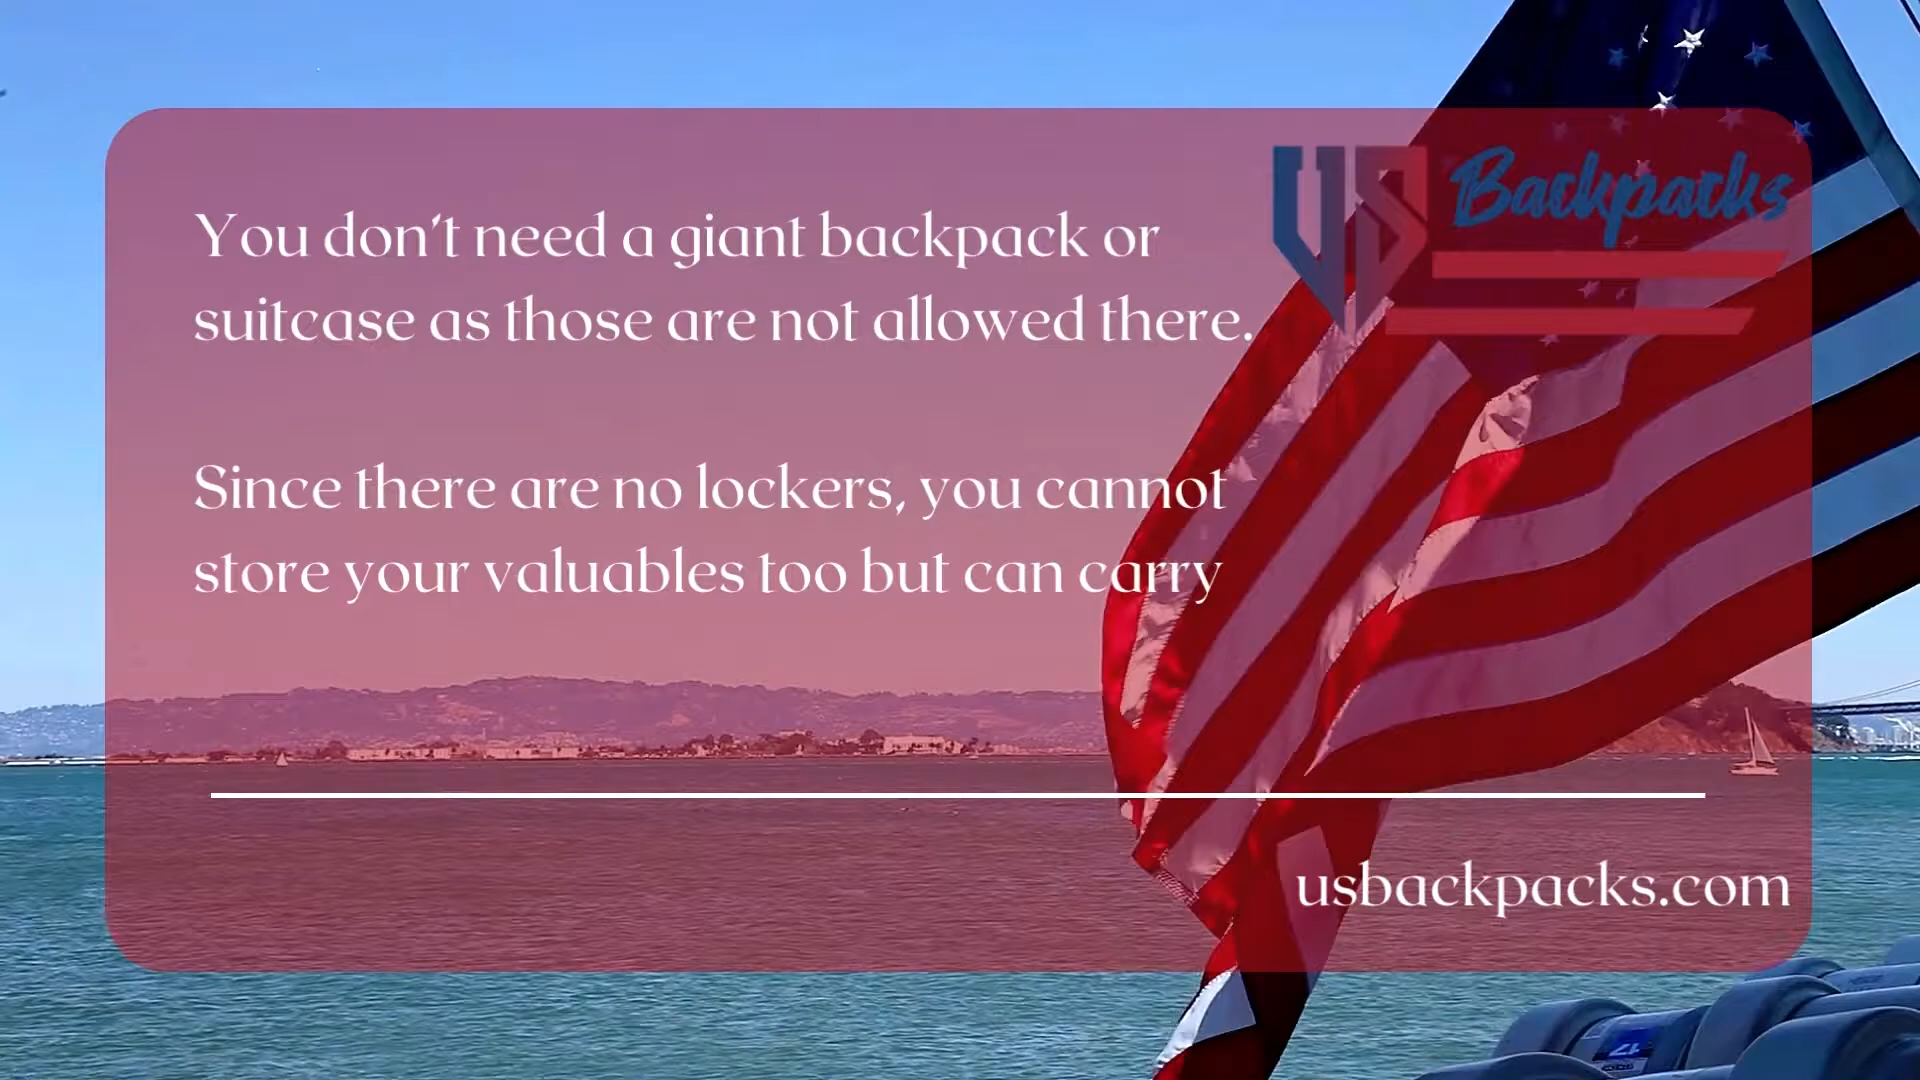 US Backpacks
You don't need a giant backpack or
suitcase as those are not allowed there.
Since there are no lockers, you cannot
store your valuables too but can carry
usbackpacks.com
17